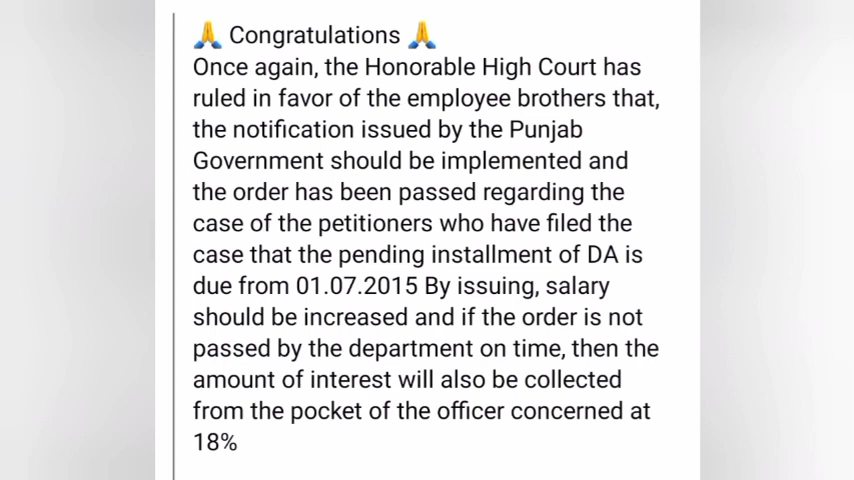 🙏 Congratulations 🙏
Once again, the Honorable High Court has
ruled in favor of the employee brothers that,
the notification issued by the Punjab
Government should be implemented and
the order has been passed regarding the
case of the petitioners who have filed the
case that the pending installment of DA is
due from 01.07.2015 By issuing, salary
should be increased and if the order is not
passed by the department on time, then the
amount of interest will also be collected
from the pocket of the officer concerned at
18%